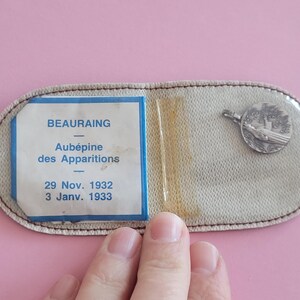 BEAURAING
—
Aubépine
des Apparitions
—
29 Nov. 1932
3 Janv. 1933